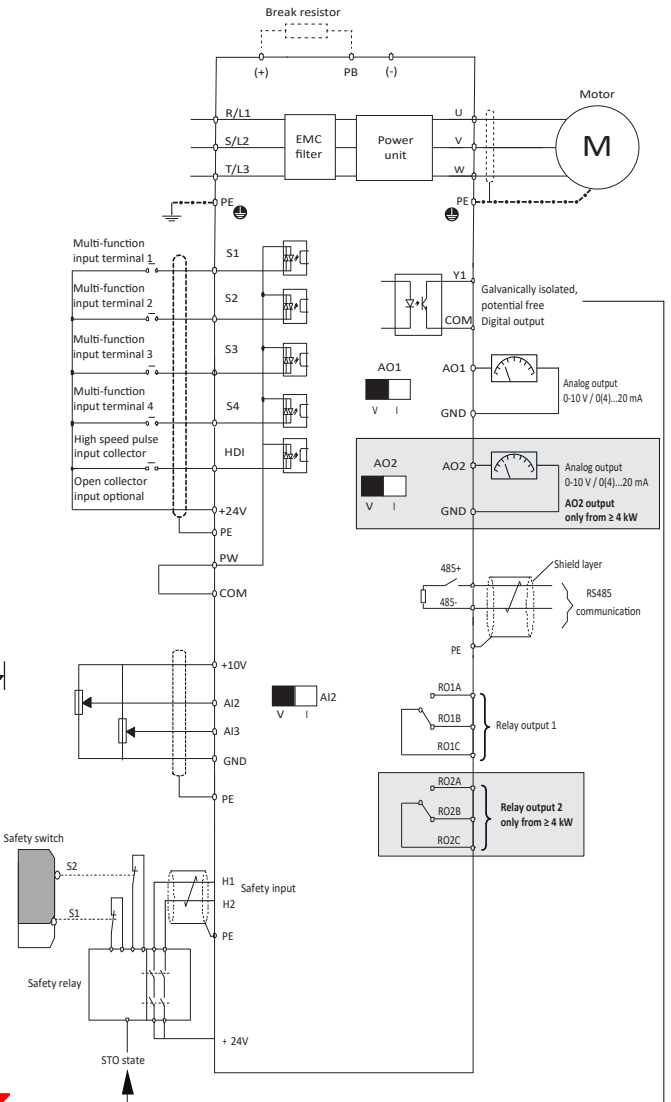 Break resistor
(+)
PB
(-)
Motor
R/L1
S/L2
T/L3
EMC
filter
Power
unit
U
V
W
M
PE
PE
Multi-function
input terminal 1
S1
Multi-function
input terminal 2
S2
Multi-function
input terminal 3
S3
Multi-function
input terminal 4
S4
High speed pulse
input collector
HDI
Open collector
input optional
+24V
PE
PW
COM
Y1
COM
Galvanically isolated,
potential free
Digital output
AO1
V I
AO1
GND
Analog output
0-10 V / 0(4)...20 mA
AO2
V I
AO2
GND
Analog output
0-10 V / 0(4)...20 mA
AO2 output
only from ≥ 4 kW
485+
485-
PE
Shield layer
RS485
communication
+10V
AI2
AI3
GND
PE
AI2
V I
RO1A
RO1B
RO1C
Relay output 1
RO2A
RO2B
RO2C
Relay output 2
only from ≥ 4 kW
Safety switch
S2
S1
H1
H2
Safety input
PE
Safety relay
+ 24V
STO state